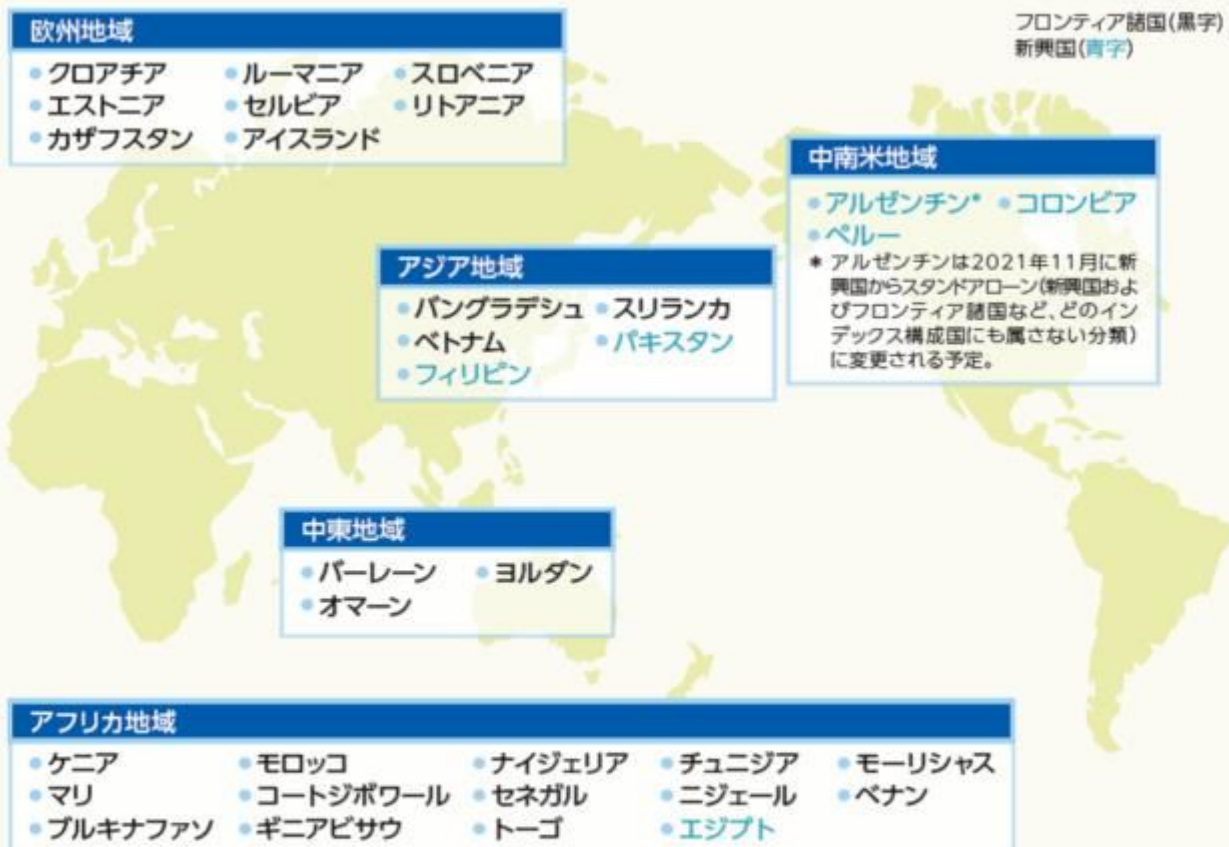 フロンティア諸国(黒字)
新興国(青字)
欧州地域
•クロアチア •ルーマニア •スロベニア
•エストニア •セルビア •リトアニア
•カザフスタン •アイスランド
中南米地域
•アルゼンチン* •コロンビア
•ペルー
* アルゼンチンは2021年11月に新
興国からスタンドアローン(新興国およ
びフロンティア諸国など、どのイン
デックス構成国にも属さない分類)
に変更される予定。
アジア地域
•バングラデシュ •スリランカ
•ベトナム •パキスタン
•フィリピン
中東地域
•バーレーン •ヨルダン
•オマーン
アフリカ地域
•ケニア •モロッコ •ナイジェリア •チュニジア •モーリシャス
•マリ •コートジボワール •セネガル •ニジェール •ベナン
•ブルキナファソ •ギニアビサウ •トーゴ •エジプト